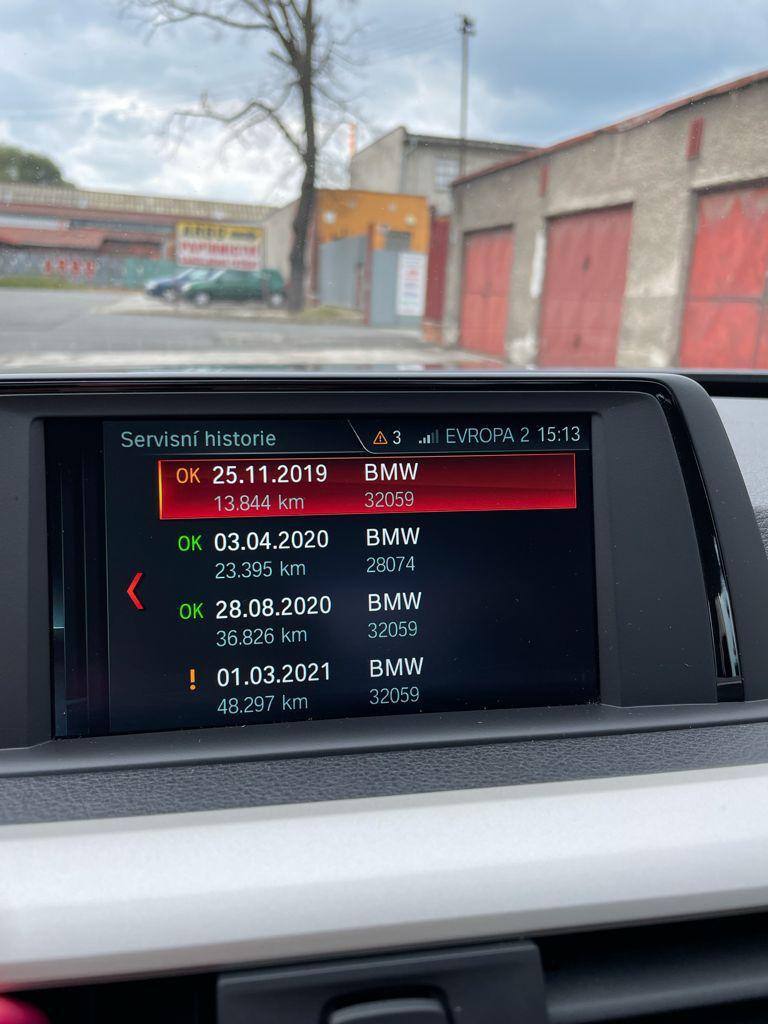 Servisní historie
3 EVROPA 2 15:13
OK 25.11.2019 BMW
13.844 km 32059
OK 03.04.2020 BMW
23.395 km 28074
OK 28.08.2020 BMW
36.826 km 32059
! 01.03.2021 BMW
48.297 km 32059